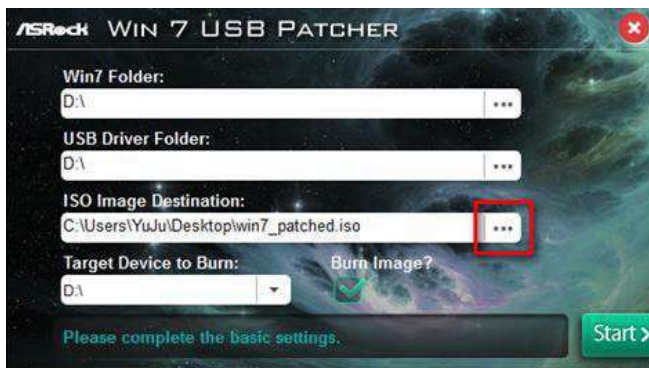 ASRock WIN 7 USB PATCHER
Win7 Folder:
D:\
...
USB Driver Folder:
D:\
...
ISO Image Destination:
C:\Users\YuJu\Desktop\win7_patched.iso
...
Target Device to Burn:
Burn Image?
D:\
Please complete the basic settings.
Start >